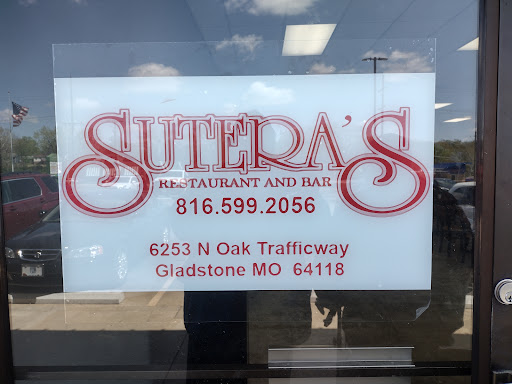 SUTERA'S
RESTAURANT AND BAR
816.599.2056
6253 N Oak Trafficway
Gladstone MO 64118